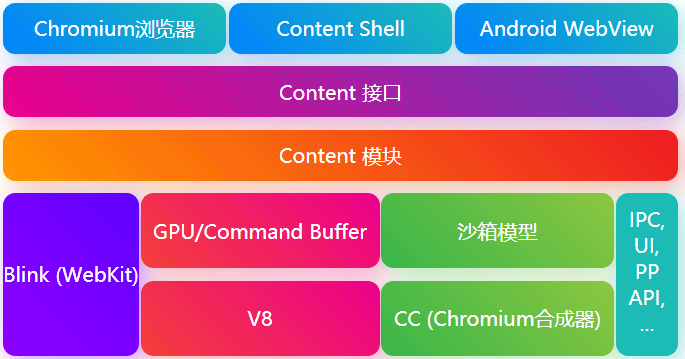 Chromium浏览器
Content Shell
Android WebView
Content 接口
Content 模块
Blink (WebKit)
GPU/Command Buffer
沙箱模型
V8
CC (Chromium合成器)
IPC,
UI,
PP
API,
...